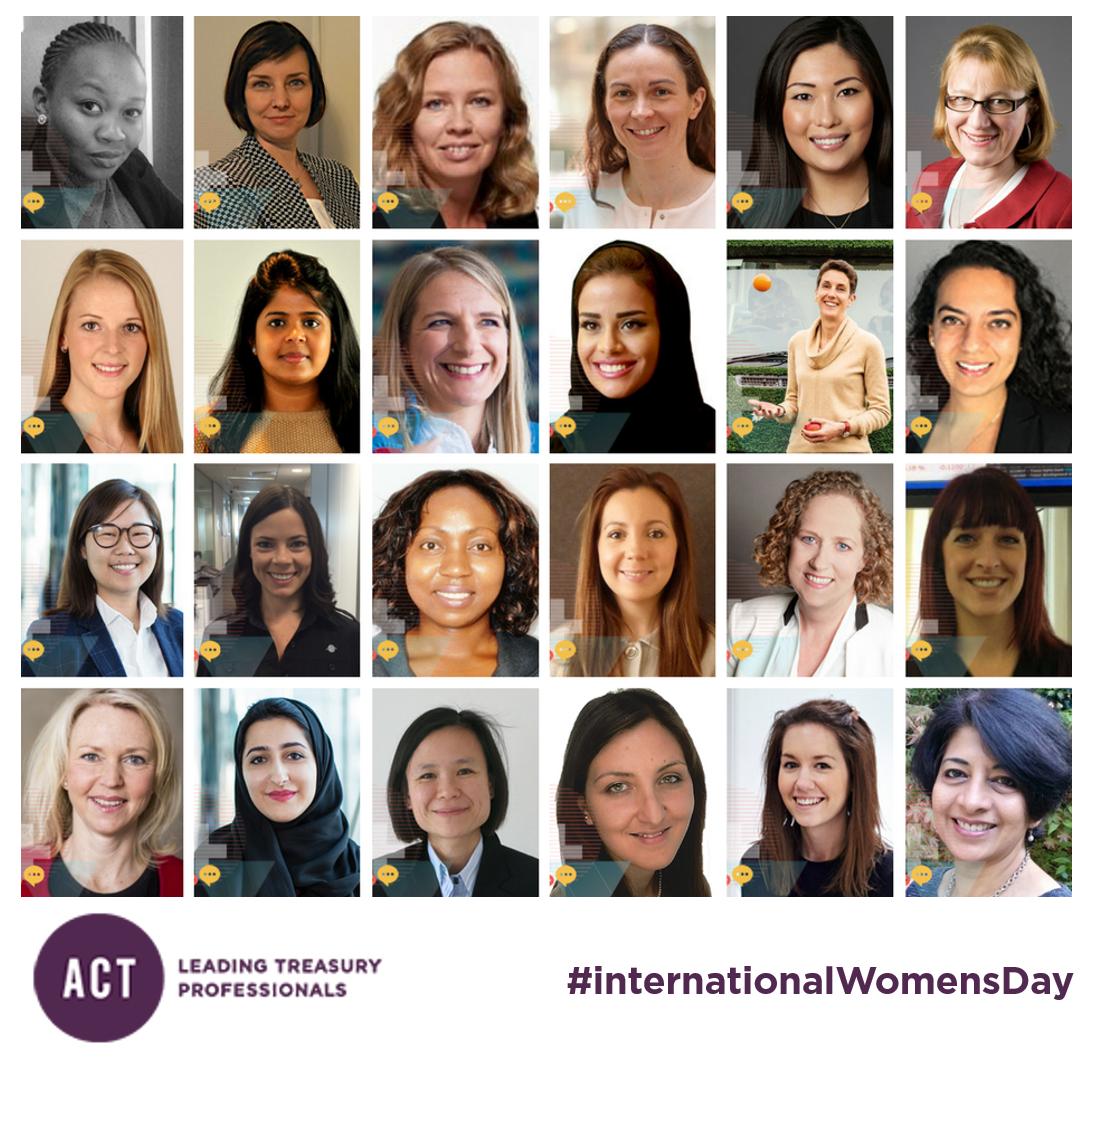 ACT
LEADING TREASURY
PROFESSIONALS
#internationalWomensDay